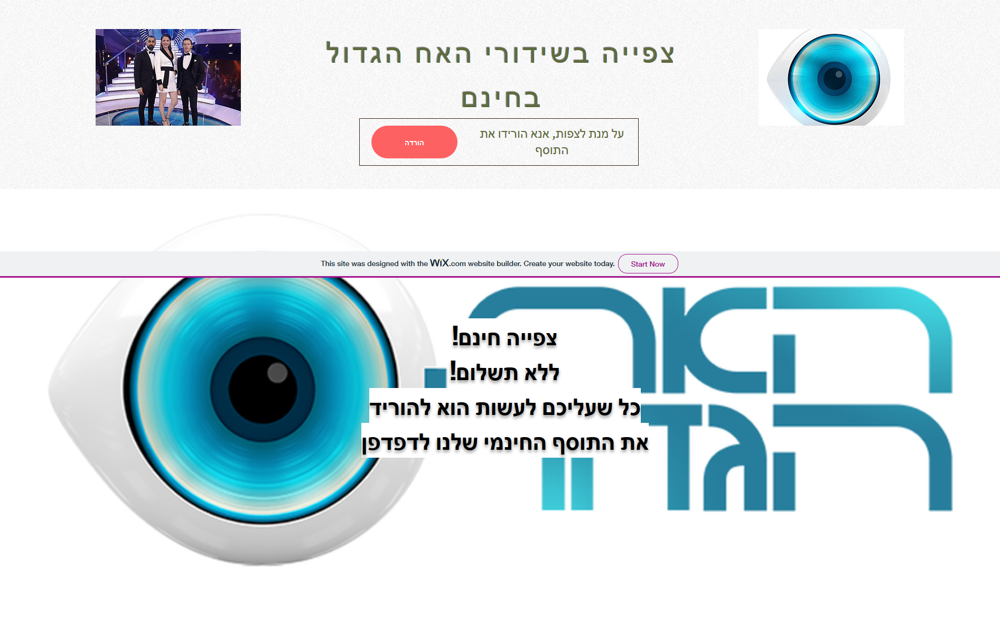 צפייה בשידורי האח הגדול
בחינם
על מנת לצפות, אנא הורידו את
התוסף
הורדה
This site was designed with the WiX.com website builder. Create your website today.
Start Now
האח
הגדול.
צפייה חינם!
ללא תשלום!
כל שעליכם לעשות הוא להוריד
את התוסף החינמי שלנו לדפדפן